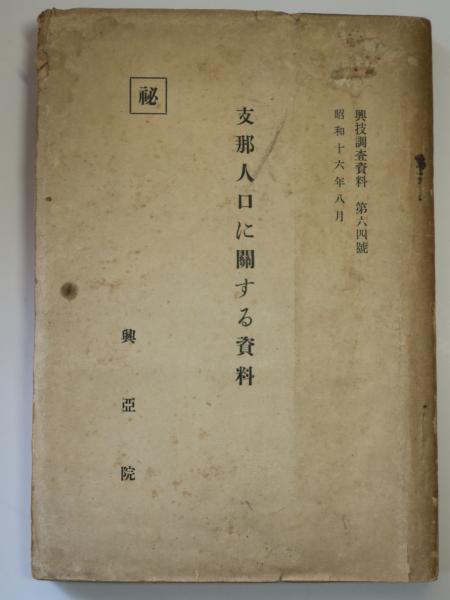 興技調査資料 第六四號
昭和十六年八月
支那人口に關する資料
秘
興亞院